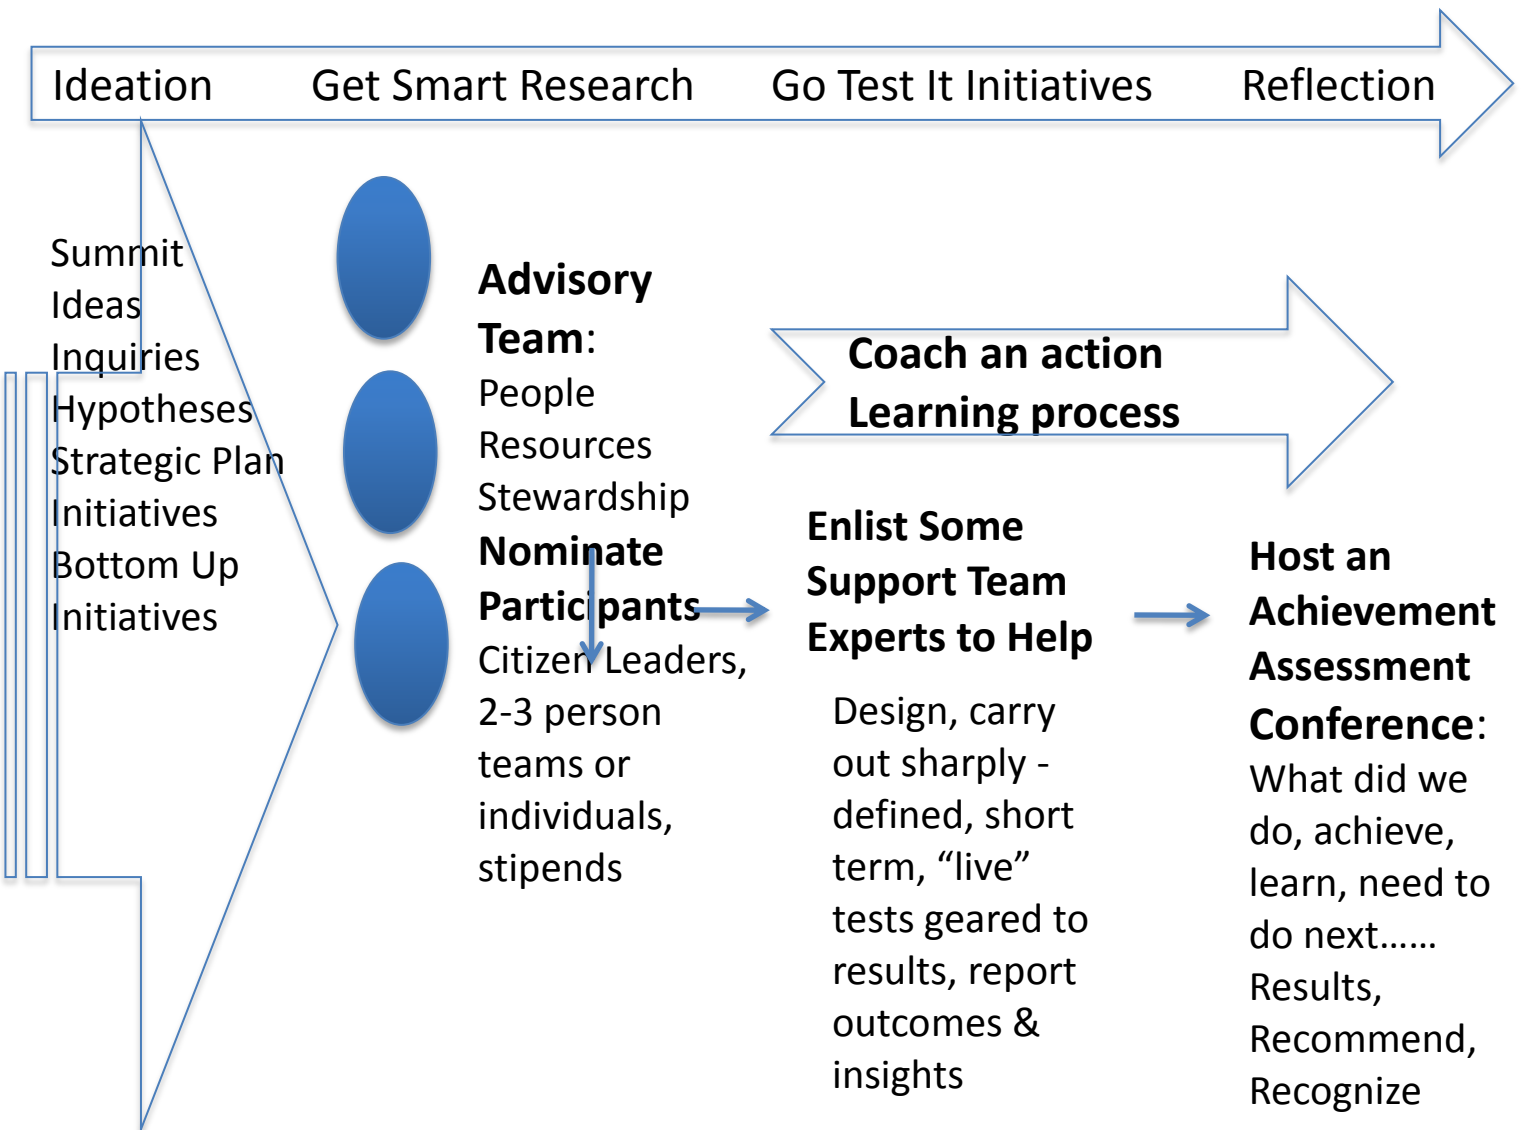 Ideation
Get Smart Research
Go Test It Initiatives
Reflection
Summit
Ideas
Inquiries
Hypotheses
Strategic Plan
Initiatives
Bottom Up
Initiatives
Advisory
Team:
People
Resources
Stewardship
Nominate
Participants
Citizen Leaders,
2-3 person
teams or
individuals,
stipends
Coach an action
Learning process
Enlist Some
Support Team
Experts to Help
Design, carry
out sharply -
defined, short
term, “live”
tests geared to
results, report
outcomes &
insights
Host an
Achievement
Assessment
Conference:
What did we
do, achieve,
learn, need to
do next……
Results,
Recommend,
Recognize